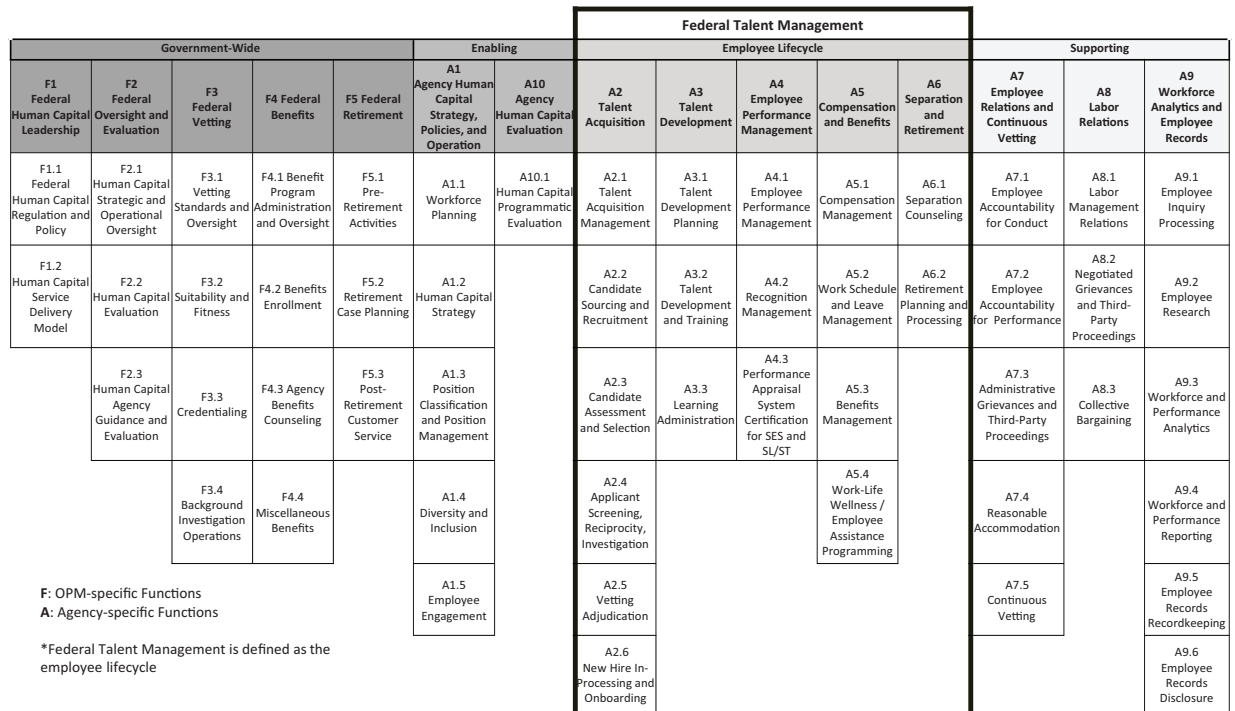 Federal Talent Management
Government-Wide
Enabling
Employee Lifecycle
Supporting
F1
Federal
Human Capital
Leadership
F2
Federal
Oversight and
Evaluation
F3
Federal
Vetting
F4 Federal
Benefits
F5 Federal
Retirement
A1
Agency Human
Capital
Strategy,
Policies, and
Operation
A10
Agency
Human Capital
Evaluation
A2
Talent
Acquisition
A3
Talent
Development
A4
Employee
Performance
Management
A5
Compensation
and Benefits
A6
Separation
and
Retirement
A7
Employee
Relations and
Continuous
Vetting
A8
Labor
Relations
A9
Workforce
Analytics and
Employee
Records
F1.1
Federal
Human Capital
Regulation and
Policy
F2.1
Human Capital
Strategic and
Operational
Oversight
F3.1
Vetting
Standards and
Oversight
F4.1 Benefit
Program
Administration
and Oversight
F5.1
Pre-
Retirement
Activities
A1.1
Workforce
Planning
A10.1
Human Capital
Programmatic
Evaluation
A2.1
Talent
Acquisition
Management
A3.1
Talent
Development
Planning
A4.1
Employee
Performance
Management
A5.1
Compensation
Management
A6.1
Separation
Counseling
A7.1
Employee
Accountability
for Conduct
A8.1
Labor
Management
Relations
A9.1
Employee
Inquiry
Processing
F1.2
Human Capital
Service
Delivery
Model
F2.2
Human Capital
Evaluation
F3.2
Suitability and
Fitness
F4.2 Benefits
Enrollment
F5.2
Retirement
Case Planning
A1.2
Human Capital
Strategy
A2.2
Candidate
Sourcing and
Recruitment
A3.2
Talent
Development
and Training
A4.2
Recognition
Management
A5.2
Work Schedule
and Leave
Management
A6.2
Retirement
Planning and
Processing
A7.2
Employee
Accountability
for Performance
A8.2
Negotiated
Grievances
and Third-
Party
Proceedings
A9.2
Employee
Research
F2.3
Human Capital
Agency
Guidance and
Evaluation
F3.3
Credentialing
F4.3 Agency
Benefits
Counseling
F5.3
Post-
Retirement
Customer
Service
A1.3
Position
Classification
and Position
Management
A2.3
Candidate
Assessment
and Selection
A3.3
Learning
Administration
A4.3
Performance
Appraisal
System
Certification
for SES and
SL/ST
A5.3
Benefits
Management
A7.3
Administrative
Grievances and
Third-Party
Proceedings
A8.3
Collective
Bargaining
A9.3
Workforce and
Performance
Analytics
F3.4
Background
Investigation
Operations
F4.4
Miscellaneous
Benefits
A1.4
Diversity and
Inclusion
A2.4
Applicant
Screening,
Reciprocity,
Investigation
A5.4
Work-Life
Wellness /
Employee
Assistance
Programming
A7.4
Reasonable
Accommodation
A9.4
Workforce and
Performance
Reporting
A1.5
Employee
Engagement
A2.5
Vetting
Adjudication
A7.5
Continuous
Vetting
A9.5
Employee
Records
Recordkeeping
A2.6
New Hire In-
Processing and
Onboarding
A9.6
Employee
Records
Disclosure
F: OPM-specific Functions
A: Agency-specific Functions
*Federal Talent Management is defined as the
employee lifecycle